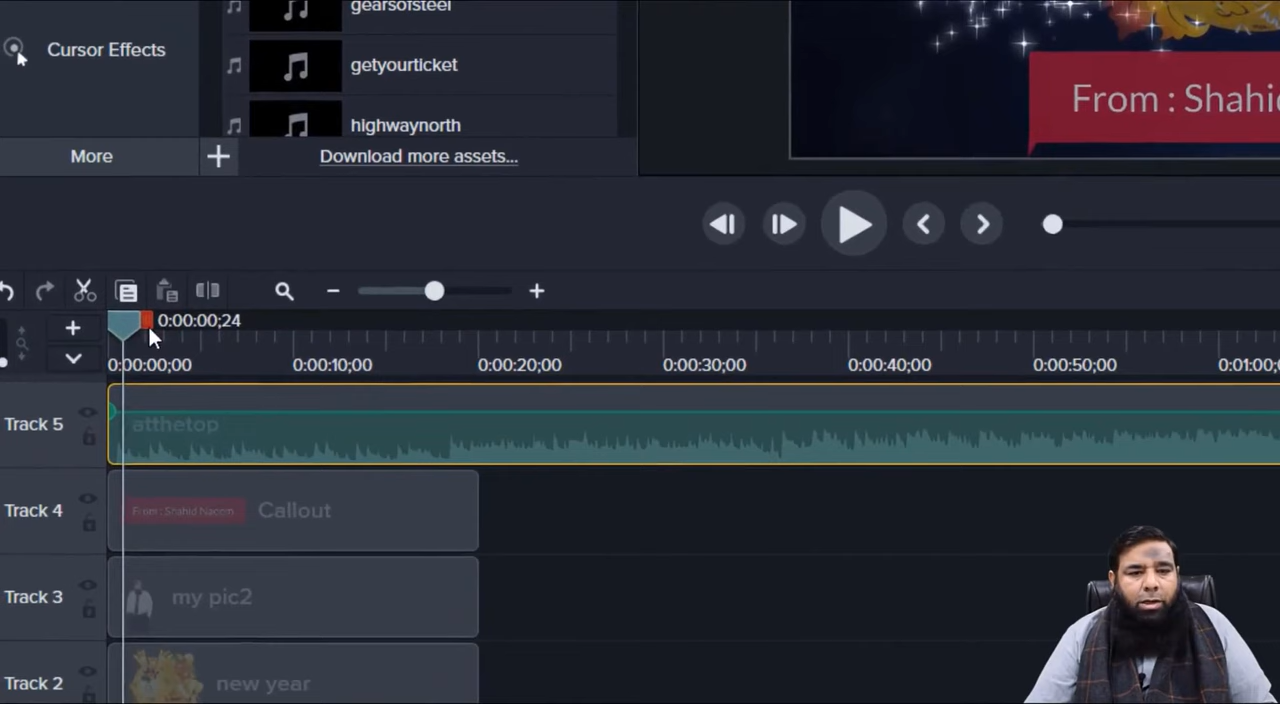 gearsofsteel
Cursor Effects
getyourticket
highwaynorth
From : Shahi
More
Download more assets...
0:00:00;24
0:00:00;00
0:00:10;00
0:00:20;00
0:00:30;00
0:00:40;00
0:00:50;00
0:01:00;
Track 5
atthetop
Track 4
From : Shahid Naeem
Callout
Track 3
my pic2
Track 2
new year